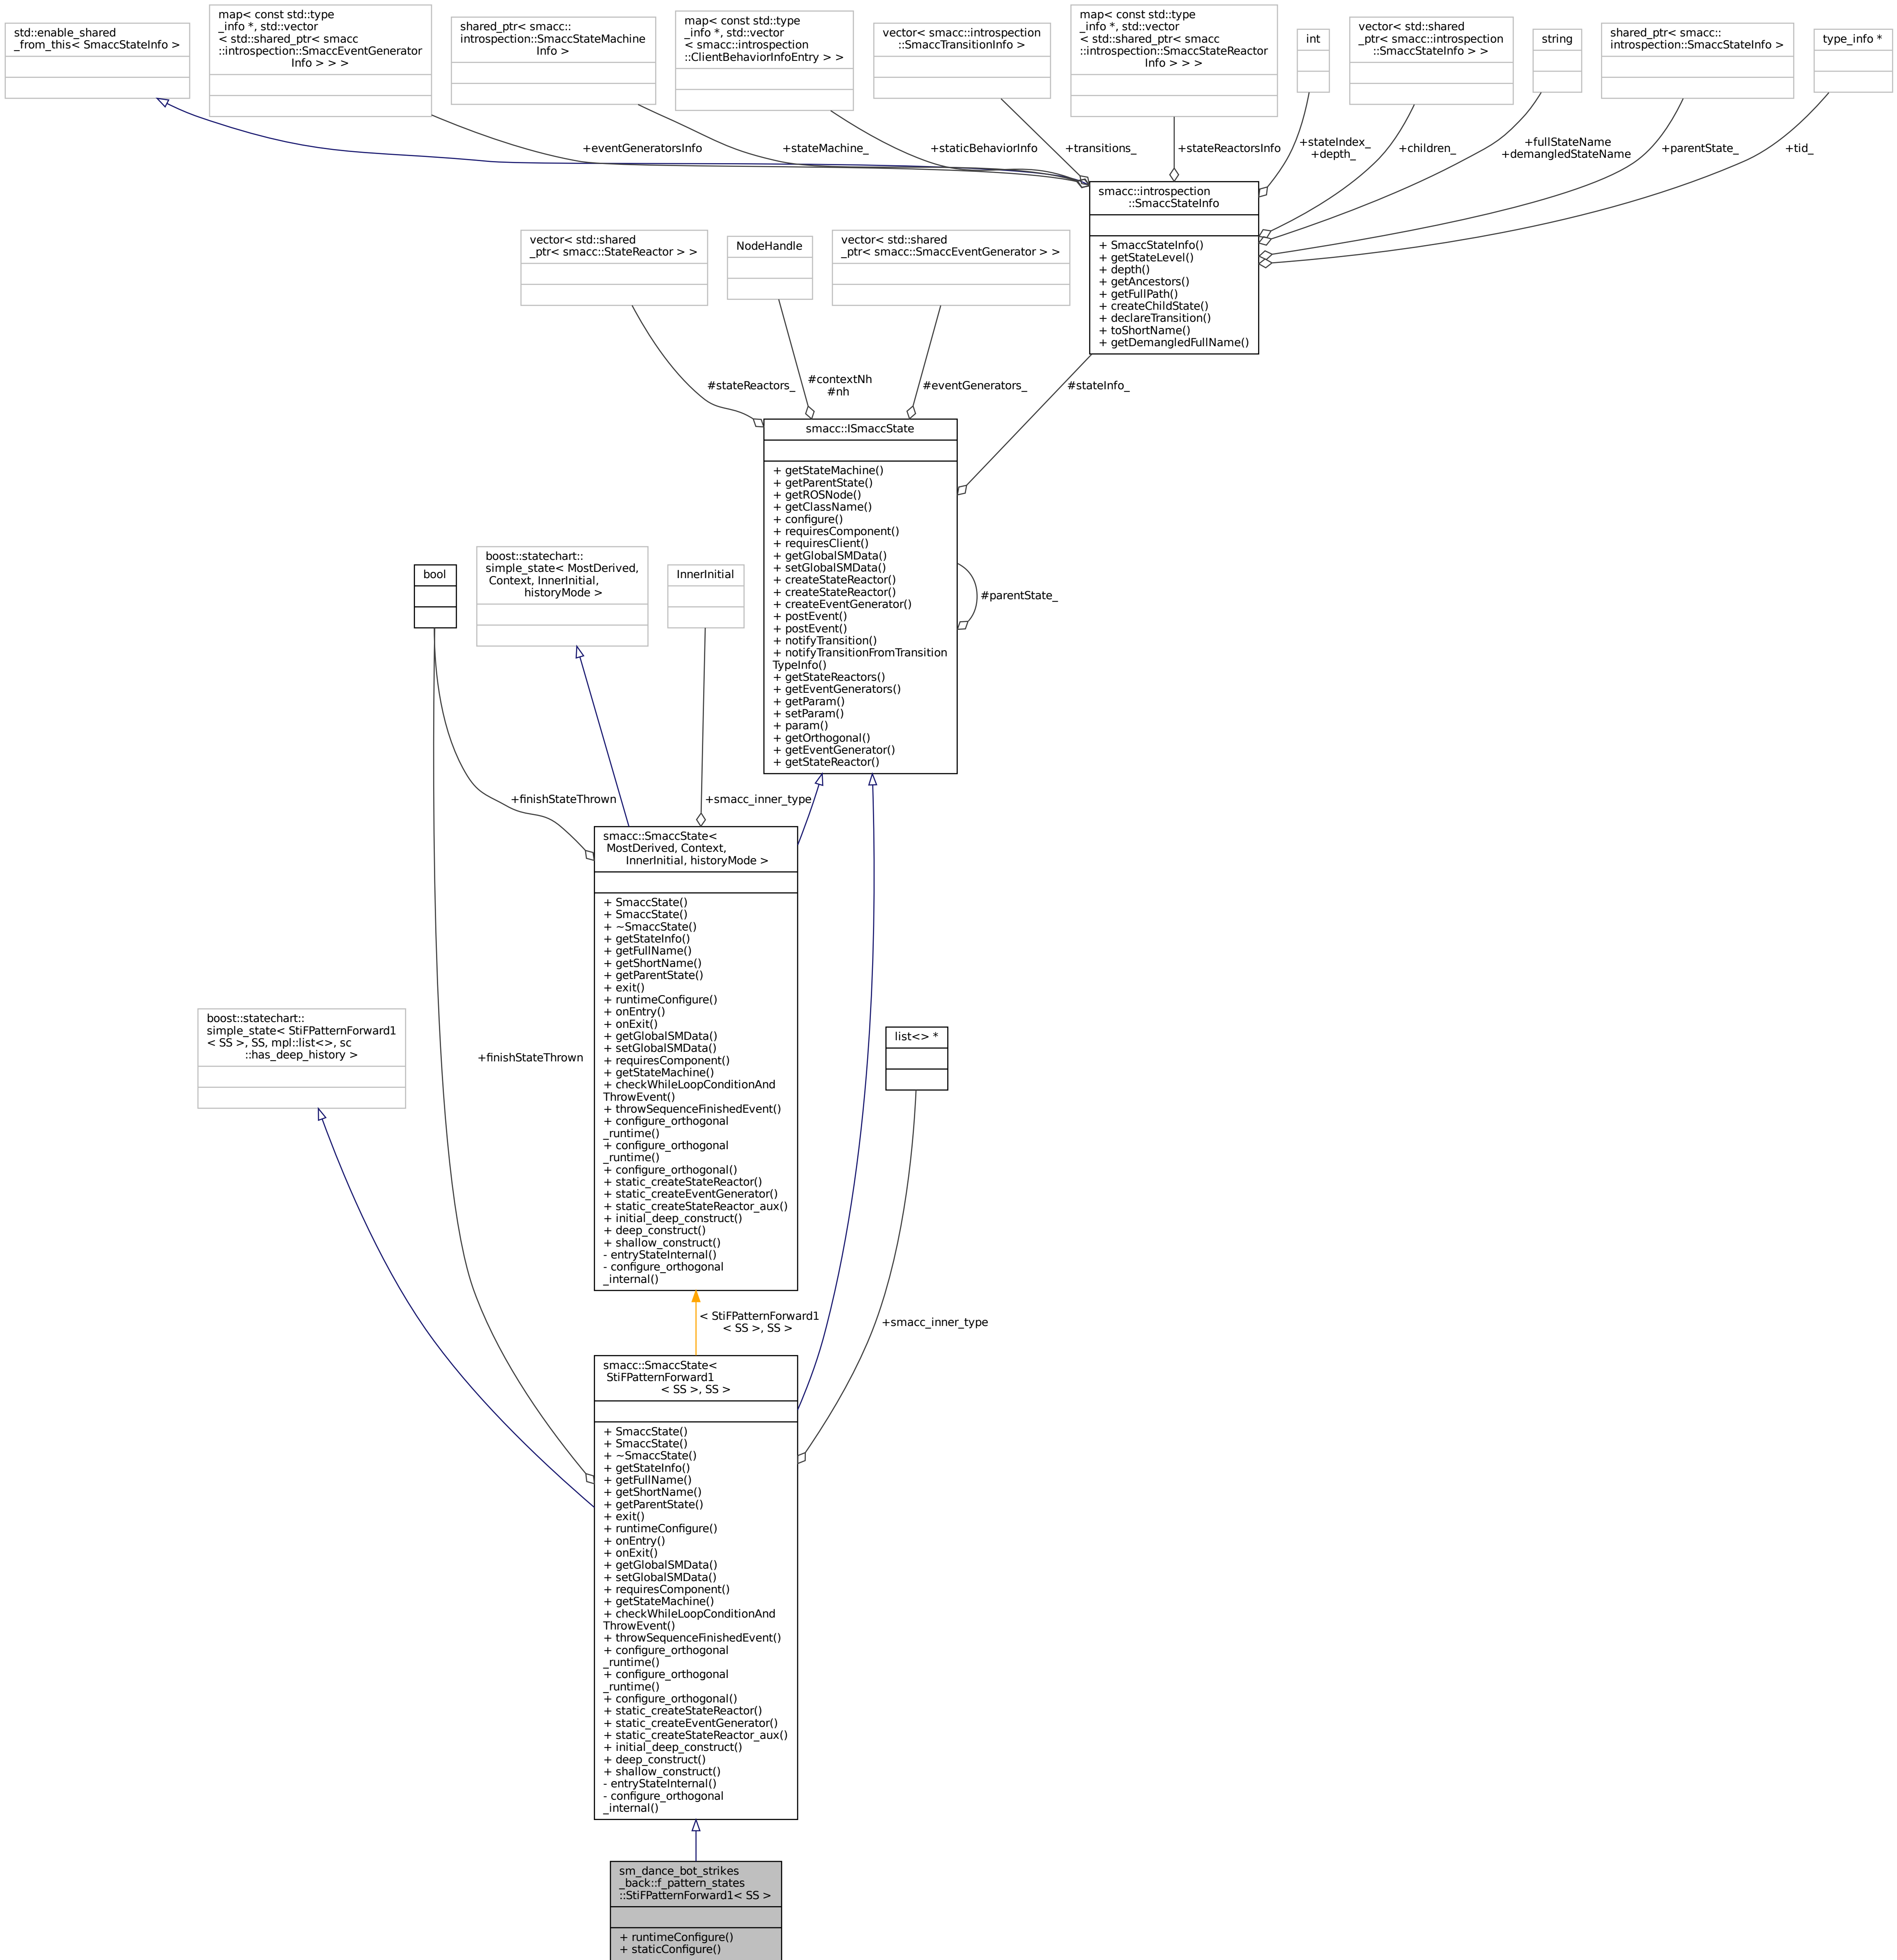 std::enable_shared
_from_this< SmaccStateInfo >
map< const std::type
_info *, std::vector
< std::shared_ptr< smacc
::introspection::SmaccEventGenerator
Info > > >
shared_ptr< smacc::
introspection::SmaccStateMachine
Info >
map< const std::type
_info *, std::vector
< smacc::introspection
::ClientBehaviorInfoEntry > >
vector< smacc::introspection
::SmaccTransitionInfo >
map< const std::type
_info *, std::vector
< std::shared_ptr< smacc
::introspection::SmaccStateReactor
Info > > >
int
vector< std::shared
_ptr< smacc::introspection
::SmaccStateInfo > >
string
shared_ptr< smacc::
introspection::SmaccStateInfo >
type_info *
+eventGeneratorsInfo
+stateMachine_
+staticBehaviorInfo
+transitions_
+stateReactorsInfo
+stateIndex_
+depth_
+children_
+fullStateName
+demangledStateName
+parentState_
+tid_
smacc::introspection
::SmaccStateInfo
+ SmaccStateInfo()
+ getStateLevel()
+ depth()
+ getAncestors()
+ getFullPath()
+ createChildState()
+ declareTransition()
+ toShortName()
+ getDemangledFullName()
vector< std::shared
_ptr< smacc::StateReactor > >
NodeHandle
vector< std::shared
_ptr< smacc::SmaccEventGenerator > >
#stateReactors_
#contextNh
#nh
#eventGenerators_
#stateInfo_
smacc::ISmaccState
+ getStateMachine()
+ getParentState()
+ getROSNode()
+ getClassName()
+ configure()
+ requiresComponent()
+ requiresClient()
+ getGlobalSMData()
+ setGlobalSMData()
+ createStateReactor()
+ createStateReactor()
+ createEventGenerator()
+ postEvent()
+ postEvent()
+ notifyTransition()
+ notifyTransitionFromTransition
TypeInfo()
+ getStateReactors()
+ getEventGenerators()
+ getParam()
+ setParam()
+ param()
+ getOrthogonal()
+ getEventGenerator()
+ getStateReactor()
#parentState_
bool
boost::statechart::
simple_state< MostDerived,
Context, InnerInitial,
historyMode >
InnerInitial
+finishStateThrown
+smacc_inner_type
smacc::SmaccState<
MostDerived, Context,
InnerInitial, historyMode >
+ SmaccState()
+ SmaccState()
+ ~SmaccState()
+ getStateInfo()
+ getFullName()
+ getShortName()
+ getParentState()
+ exit()
+ runtimeConfigure()
+ onEntry()
+ onExit()
+ getGlobalSMData()
+ setGlobalSMData()
+ requiresComponent()
+ getStateMachine()
+ checkWhileLoopConditionAnd
ThrowEvent()
+ throwSequenceFinishedEvent()
+ configure_orthogonal
_runtime()
+ configure_orthogonal
_runtime()
+ configure_orthogonal()
+ static_createStateReactor()
+ static_createEventGenerator()
+ static_createStateReactor_aux()
+ initial_deep_construct()
+ deep_construct()
+ shallow_construct()
- entryStateInternal()
- configure_orthogonal
_internal()
boost::statechart::
simple_state< StiFPatternForward1
< SS >, SS, mpl::list<>, sc
::has_deep_history >
+finishStateThrown
list<> *
< StiFPatternForward1
< SS >, SS >
+smacc_inner_type
smacc::SmaccState<
StiFPatternForward1
< SS >, SS >
+ SmaccState()
+ SmaccState()
+ ~SmaccState()
+ getStateInfo()
+ getFullName()
+ getShortName()
+ getParentState()
+ exit()
+ runtimeConfigure()
+ onEntry()
+ onExit()
+ getGlobalSMData()
+ setGlobalSMData()
+ requiresComponent()
+ getStateMachine()
+ checkWhileLoopConditionAnd
ThrowEvent()
+ throwSequenceFinishedEvent()
+ configure_orthogonal
_runtime()
+ configure_orthogonal
_runtime()
+ configure_orthogonal()
+ static_createStateReactor()
+ static_createEventGenerator()
+ static_createStateReactor_aux()
+ initial_deep_construct()
+ deep_construct()
+ shallow_construct()
- entryStateInternal()
- configure_orthogonal
_internal()
sm_dance_bot_strikes
_back::f_pattern_states
::StiFPatternForward1< SS >
+ runtimeConfigure()
+ staticConfigure()